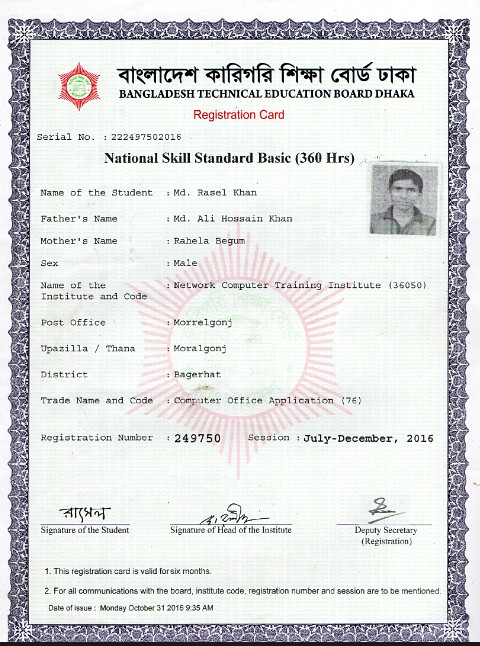 বাংলাদেশ কারিগরি শিক্ষা বোর্ড ঢাকা
BANGLADESH TECHNICAL EDUCATION BOARD DHAKA
Registration Card
Serial No. : 222497502016
National Skill Standard Basic (360 Hrs)
Name of the Student : Md. Rasel Khan
Father's Name : Md. Ali Hossain Khan
Mother's Name : Rahela Begum
Sex : Male
Name of the : Network Computer Training Institute (36050)
Institute and Code
Post Office : Morrelgonj
Upazilla / Thana : Moralgonj
District : Bagerhat
Trade Name and Code : Computer Office Application (76)
Registration Number : 249750 Session : July-December, 2016
রাসেল
Signature of the Student Signature of Head of the Institute Deputy Secretary
(Registration)
1. This registration card is valid for six months.
2. For all communications with the board, institute code, registration number and session are to be mentioned.
Date of issue : Monday October 31 2016 9:35 AM